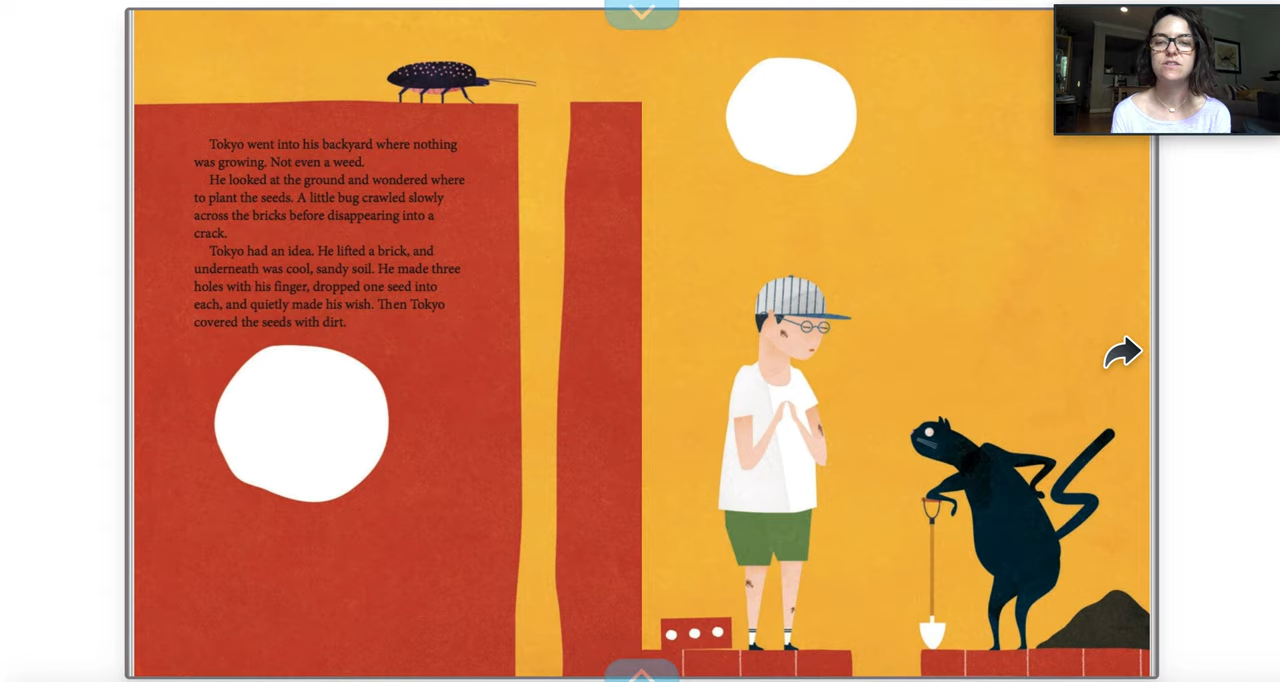 Tokyo went into his backyard where nothing
was growing. Not even a weed.
He looked at the ground and wondered where
to plant the seeds. A little bug crawled slowly
across the bricks before disappearing into a
crack.
Tokyo had an idea. He lifted a brick, and
underneath was cool, sandy soil. He made three
holes with his finger, dropped one seed into
each, and quietly made his wish. Then Tokyo
covered the seeds with dirt.